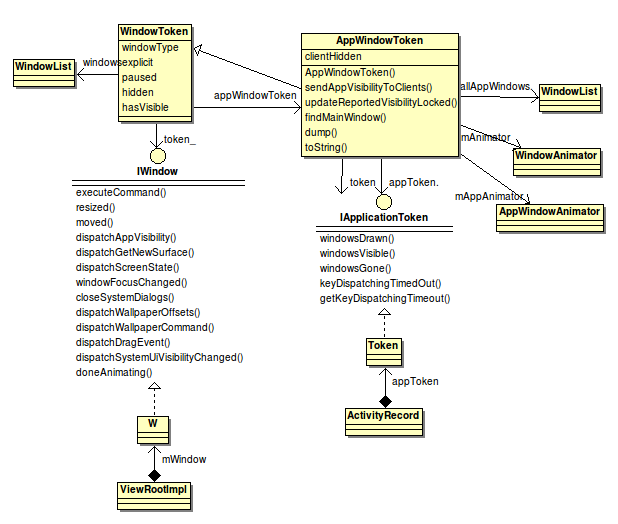 WindowToken
windowType
explicit
paused
hidden
hasVisible
WindowList
windows
AppWindowToken
clientHidden
AppWindowToken()
sendAppVisibilityToClients()
updateReportedVisibilityLocked()
findMainWindow()
dump()
toString()
appWindowToken
allAppWindows.
WindowList
mAnimator
WindowAnimator
mAppAnimator
AppWindowAnimator
token_
IWindow
executeCommand()
resized()
moved()
dispatchAppVisibility()
dispatchGetNewSurface()
dispatchScreenState()
windowFocusChanged()
closeSystemDialogs()
dispatchWallpaperOffsets()
dispatchWallpaperCommand()
dispatchDragEvent()
dispatchSystemUiVisibilityChanged()
doneAnimating()
token
appToken.
IApplicationToken
windowsDrawn()
windowsVisible()
windowsGone()
keyDispatchingTimedOut()
getKeyDispatchingTimeout()
Token
appToken
ActivityRecord
W
mWindow
ViewRootImpl